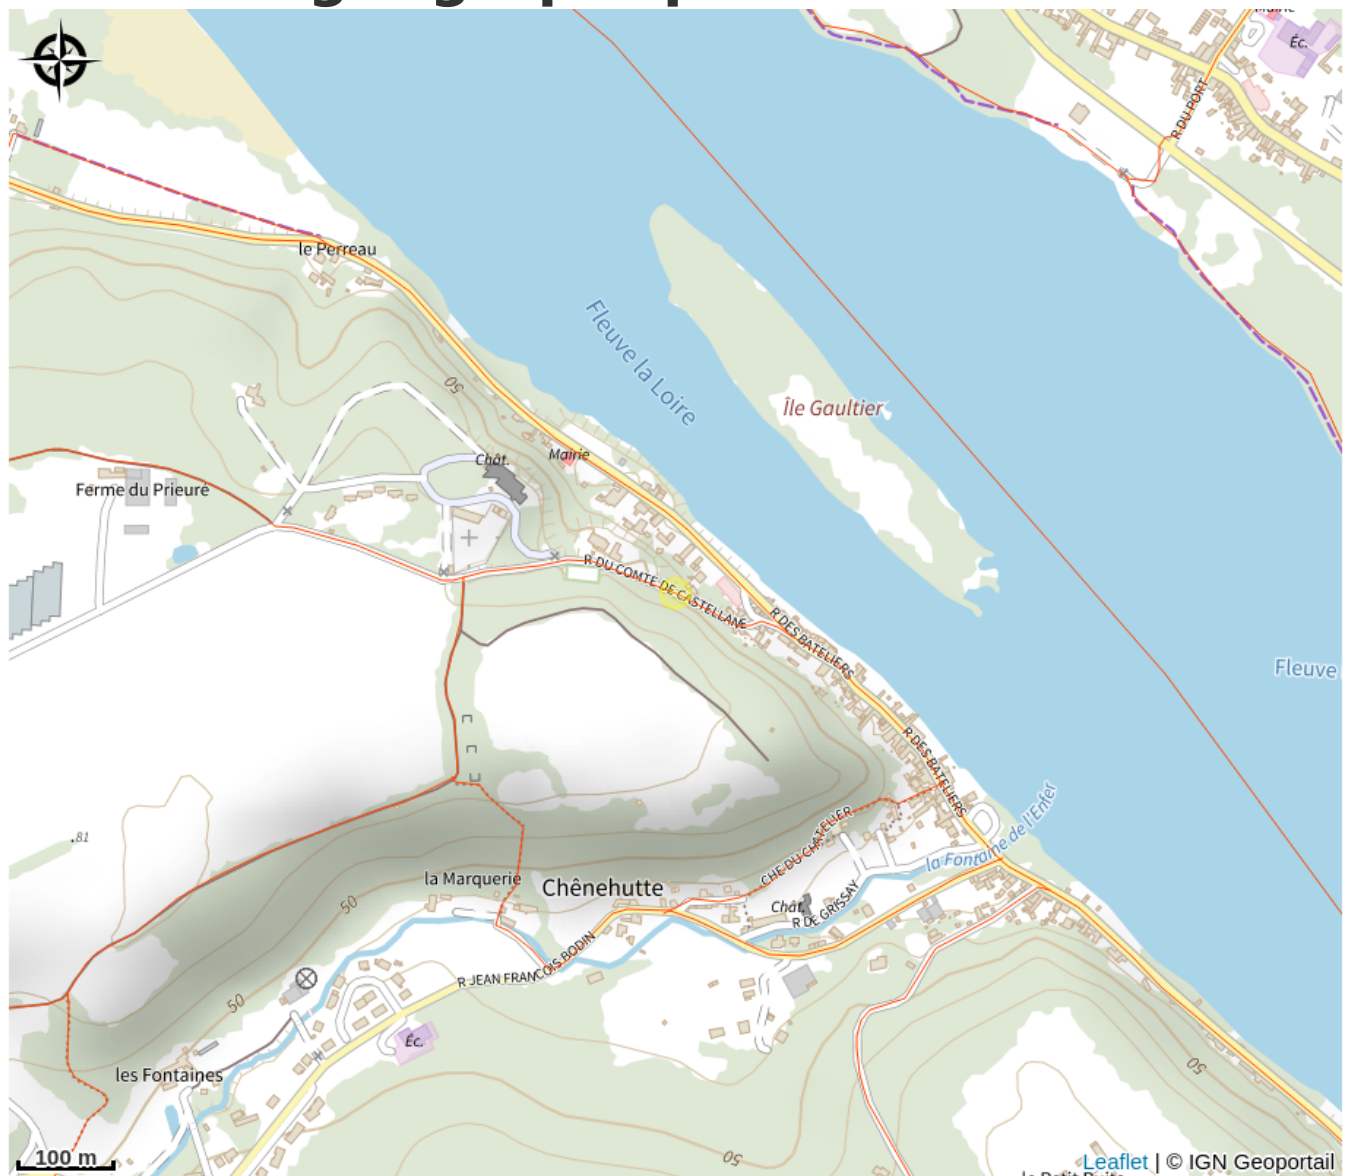 Mairie
Éc.
R DU PORT
le Perreau
Fleuve la Loire
50
Île Gaultier
Chât.
Mairie
Ferme du Prieuré
R DU COMTE DE CASTELLANE
R DES BATELIERS
Fleuve
R DES BATELIERS
la Fontaine de l'Enfer
CHE DU CHATELIER
81
la Marquerie
Chênehutte
50
Chât.
R DE GRISSAY
R JEAN FRANCOIS BODIN
50
Éc.
les Fontaines
50
50
100 m
Leaflet | © IGN Geoportail